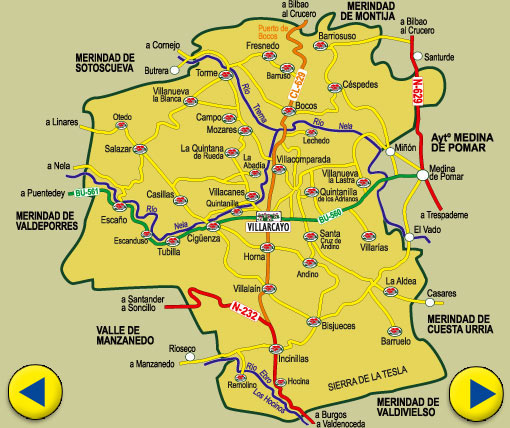 a Bilbao
al Crucero
MERINDAD
DE MONTIJA
a Bilbao
al Crucero
Puerto de
Bocos
Fresnedo
Barriosuso
a Cornejo
MERINDAD DE
SOTOSCUEVA
Butrera
Torme
Barruso
Santurde
CL-629
N-629
Villanueva
la Blanca
Río
Trema
Céspedes
Bocos
Oteo
Campo
Mozares
Río
Nela
Lechedo
a Linares
Aytº MEDINA
DE POMAR
Salazar
La Quintana
de Rueda
Miñón
La
Abadía
Villacomparada
a Nela
Villanueva
la Lastra
Medina
de Pomar
a Puentedey
BU-561
Casillas
Villacanes
Quintanilla
de los Adrianos
Quintanilla
MERINDAD DE
VALDEPORRES
Escaño
Río
Nela
VILLARCAYO
BU-560
a Trespaderne
Escanduso
Tubilla
Cigüenza
Santa
Cruz de
Andino
Villarías
El Vado
Horna
Andino
Villalaín
La Aldea
a Santander
a Soncillo
Casares
N-232
Bisjueces
MERINDAD DE
CUESTA URRIA
VALLE DE
MANZANEDO
Barruelo
Rioseco
Incinillas
a Manzanedo
Río
Ebro
Remolino
Los Hocinos
Hocina
SIERRA DE LA TESLA
MERINDAD DE
VALDIVIELSO
a Burgos
a Valdenoceda